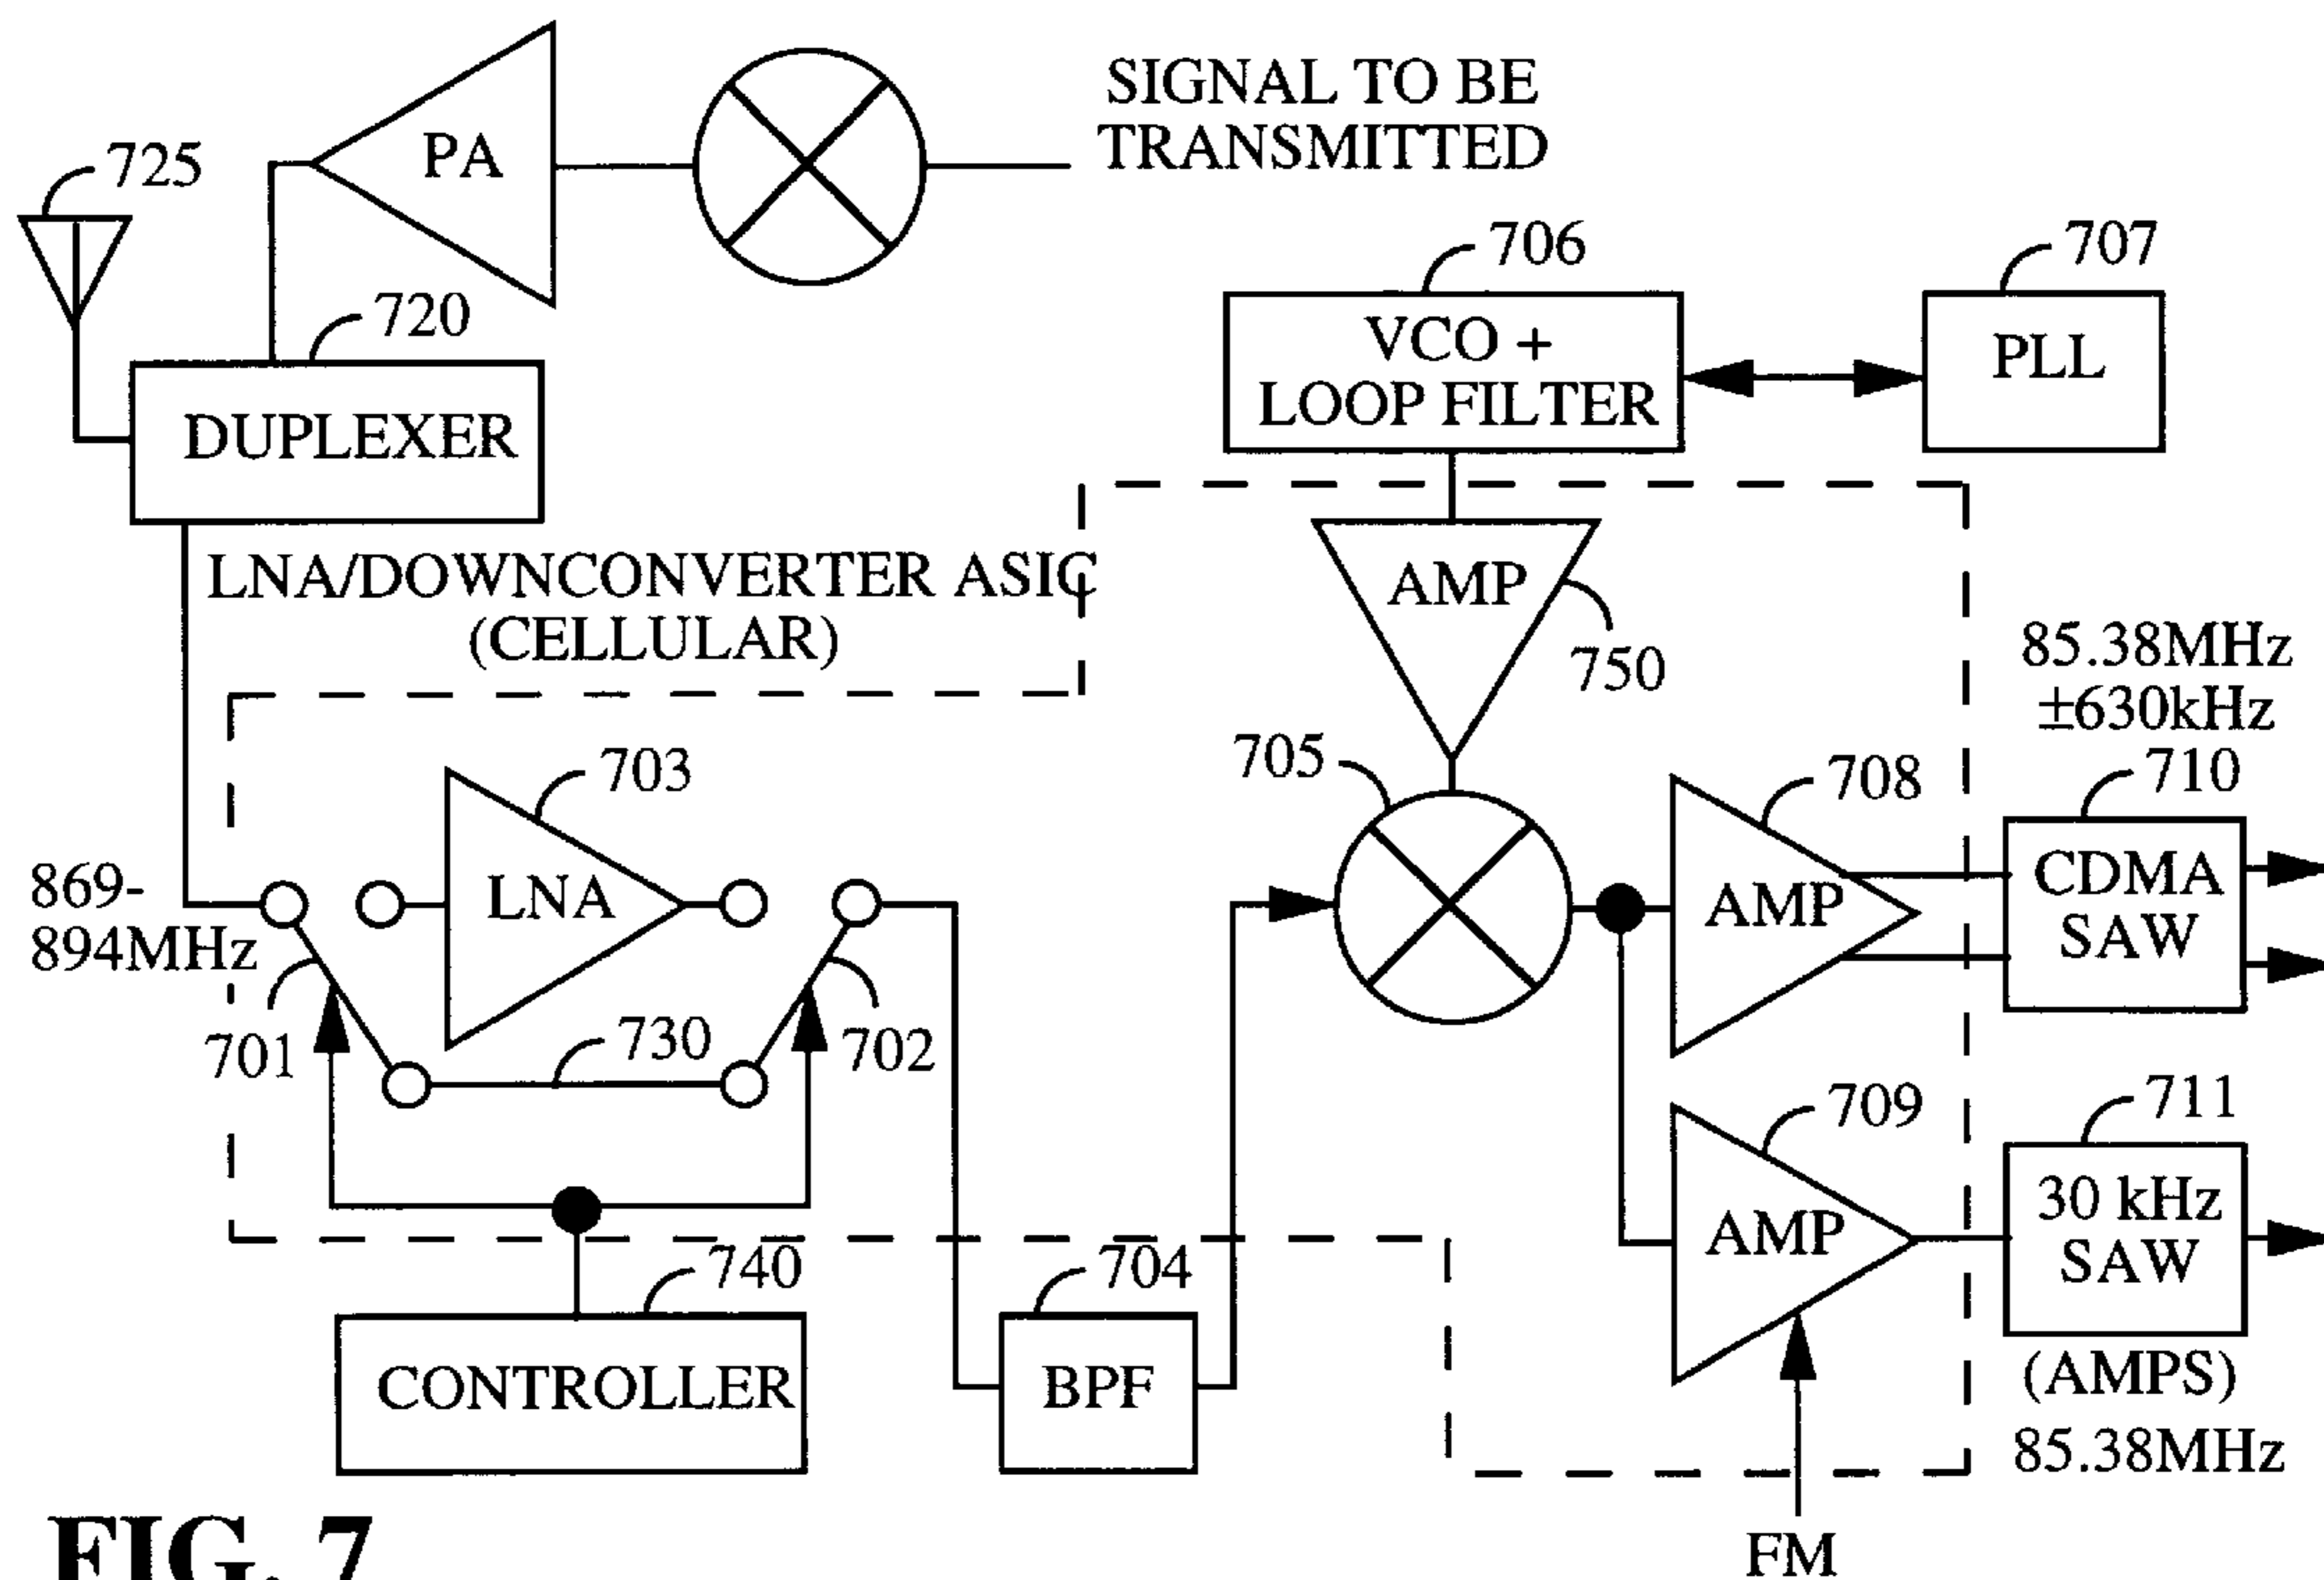 SIGNAL TO BE
TRANSMITTED
PA
725
720
DUPLEXER
706
VCO +
LOOP FILTER
707
PLL
LNA/DOWNCONVERTER ASIC
(CELLULAR)
AMP
750
85.38MHz
±630kHz
703
LNA
705
708
AMP
710
CDMA
SAW
869-
894MHz
701
730
702
709
AMP
711
30 kHz
SAW
(AMPS)
85.38MHz
740
CONTROLLER
704
BPF
FM
FIG. 7